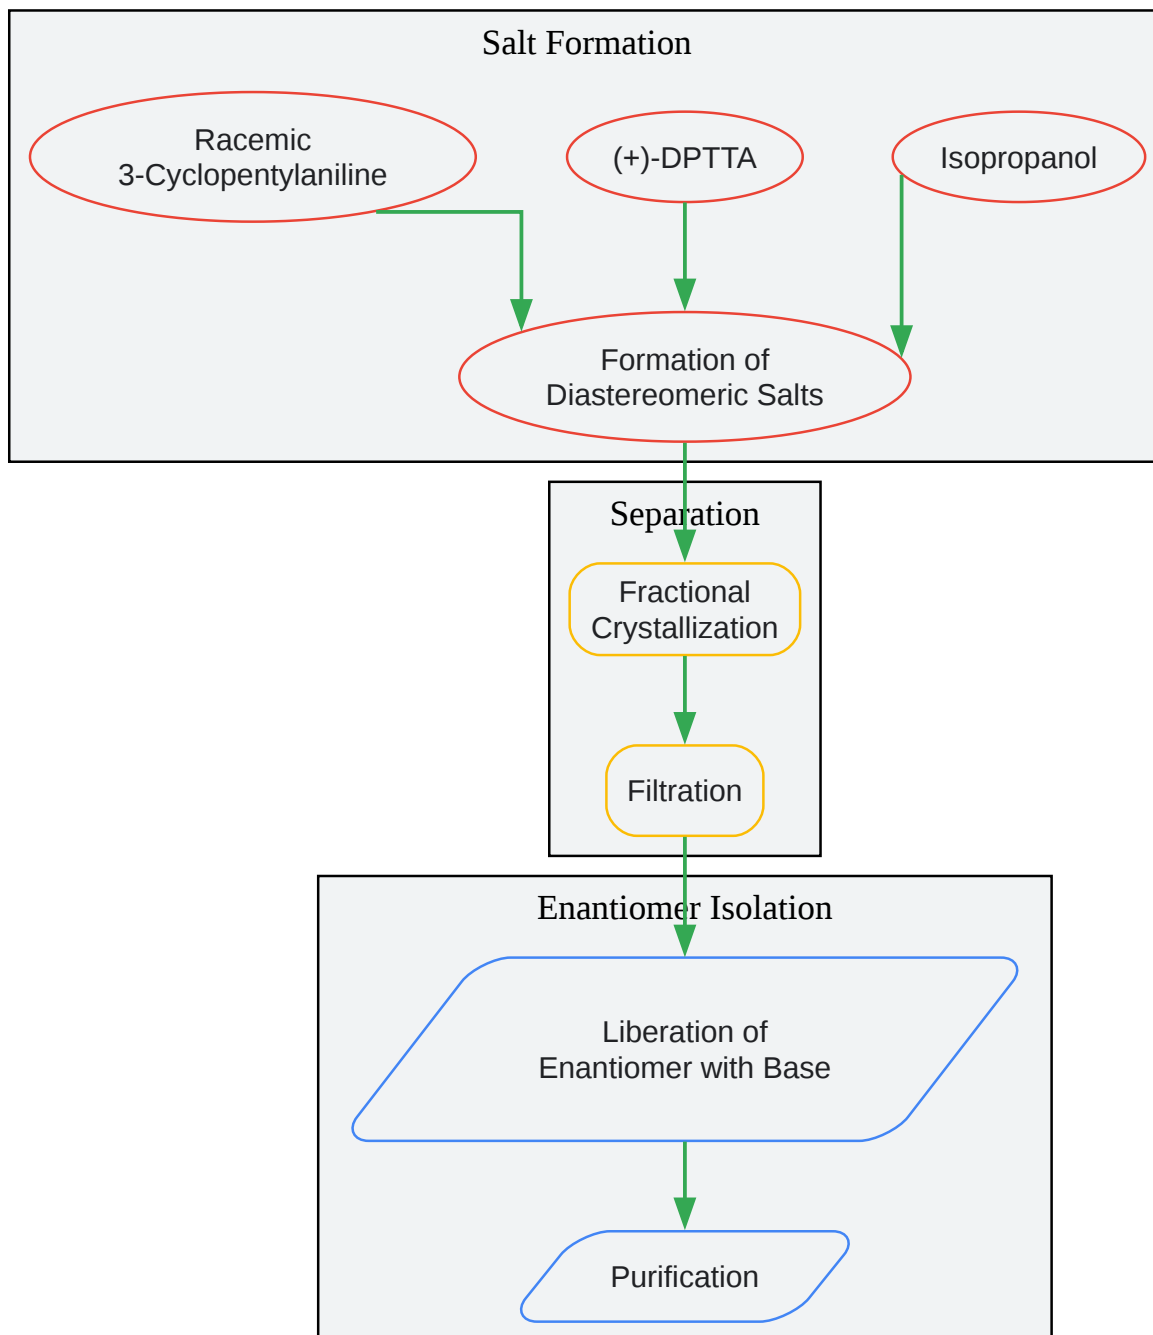 Salt Formation
Racemic
3-Cyclopentylaniline
(+)-DPTTA
Isopropanol
Formation of
Diastereomeric Salts
Separation
Fractional
Crystallization
Filtration
Enantiomer Isolation
Liberation of
Enantiomer with Base
Purification